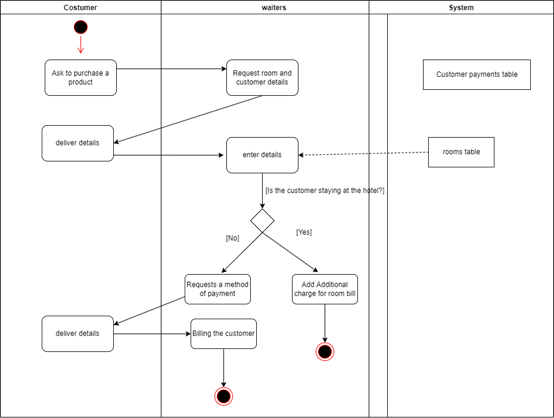 Costumer
waiters
System
Ask to purchase a
product
Request room and
customer details
Customer payments table
deliver details
enter details
rooms table
[Is the customer staying at the hotel?]
[No]
[Yes]
Requests a method
of payment
Add Additional
charge for room bill
deliver details
Billing the customer